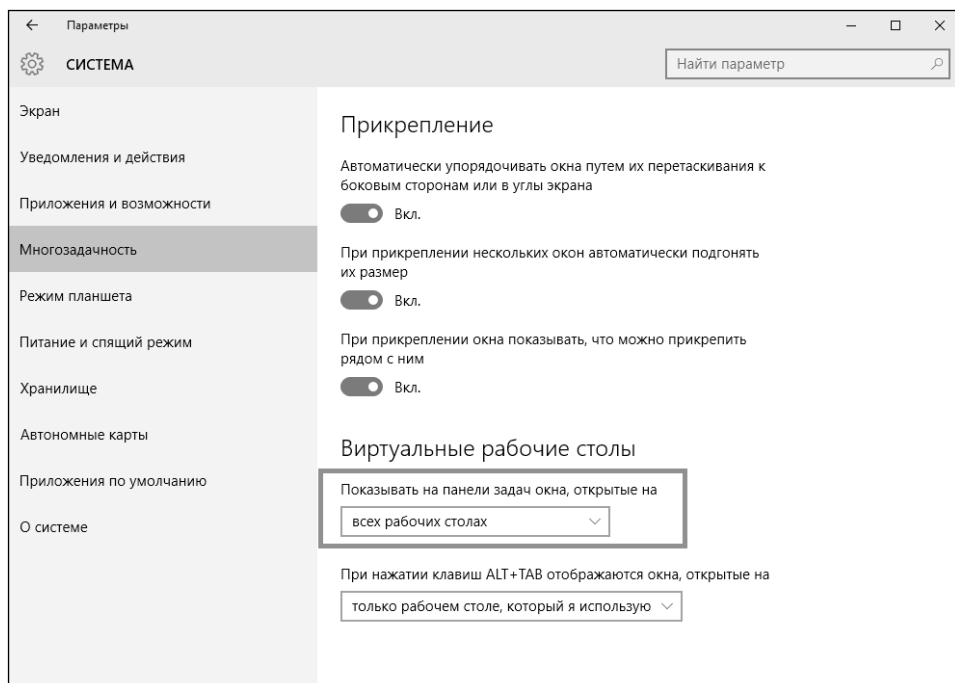 Параметры
СИСТЕМА
Найти параметр
Экран
Уведомления и действия
Приложения и возможности
Многозадачность
Режим планшета
Питание и спящий режим
Хранилище
Автономные карты
Приложения по умолчанию
О системе
Прикрепление
Автоматически упорядочивать окна путем их перетаскивания к
боковым сторонам или в углы экрана
Вкл.
При прикреплении нескольких окон автоматически подгонять
их размер
Вкл.
При прикреплении окна показывать, что можно прикрепить
рядом с ним
Вкл.
Виртуальные рабочие столы
Показывать на панели задач окна, открытые на
всех рабочих столах
При нажатии клавиш ALT+TAB отображаются окна, открытые на
только рабочем столе, который я использую